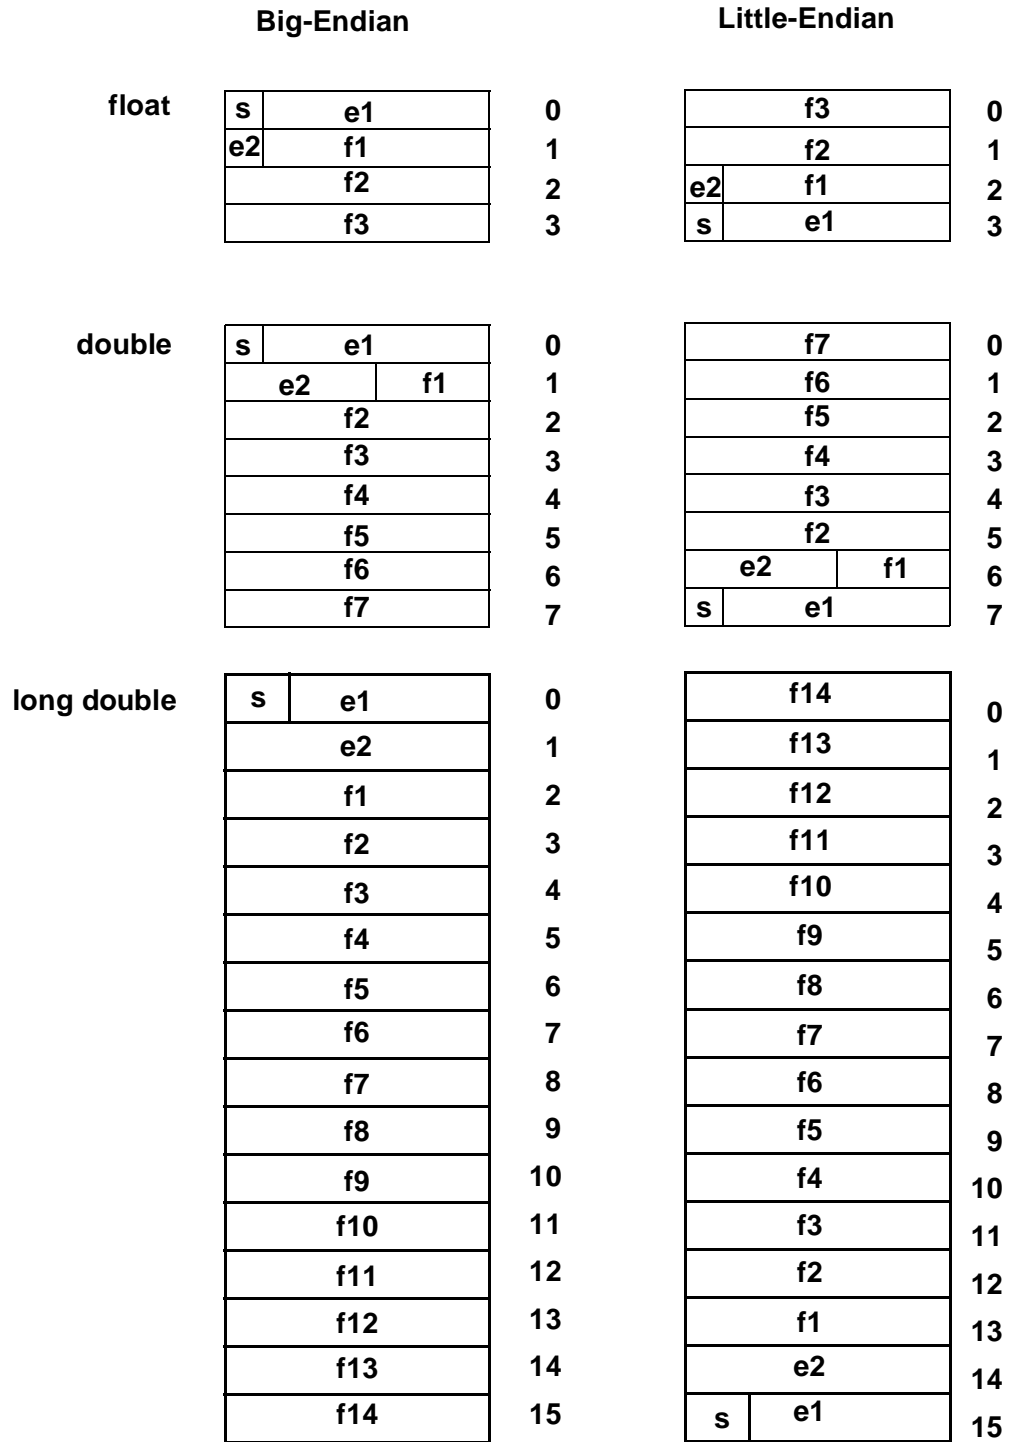 Big-Endian Little-Endian
float s e1 0 f3 0
e2 f1 1 f2 1
f2 2 e2 f1 2
f3 3 s e1 3
double s e1 0 f7 0
e2 f1 1 f6 1
f2 2 f5 2
f3 3 f4 3
f4 4 f3 4
f5 5 f2 5
f6 6 e2 f1 6
f7 7 s e1 7
long double s e1 0 f14 0
e2 1 f13 1
f1 2 f12 2
f2 3 f11 3
f3 4 f10 4
f4 5 f9 5
f5 6 f8 6
f6 7 f7 7
f7 8 f6 8
f8 9 f5 9
f9 10 f4 10
f10 11 f3 11
f11 12 f2 12
f12 13 f1 13
f13 14 e2 14
f14 15 s e1 15